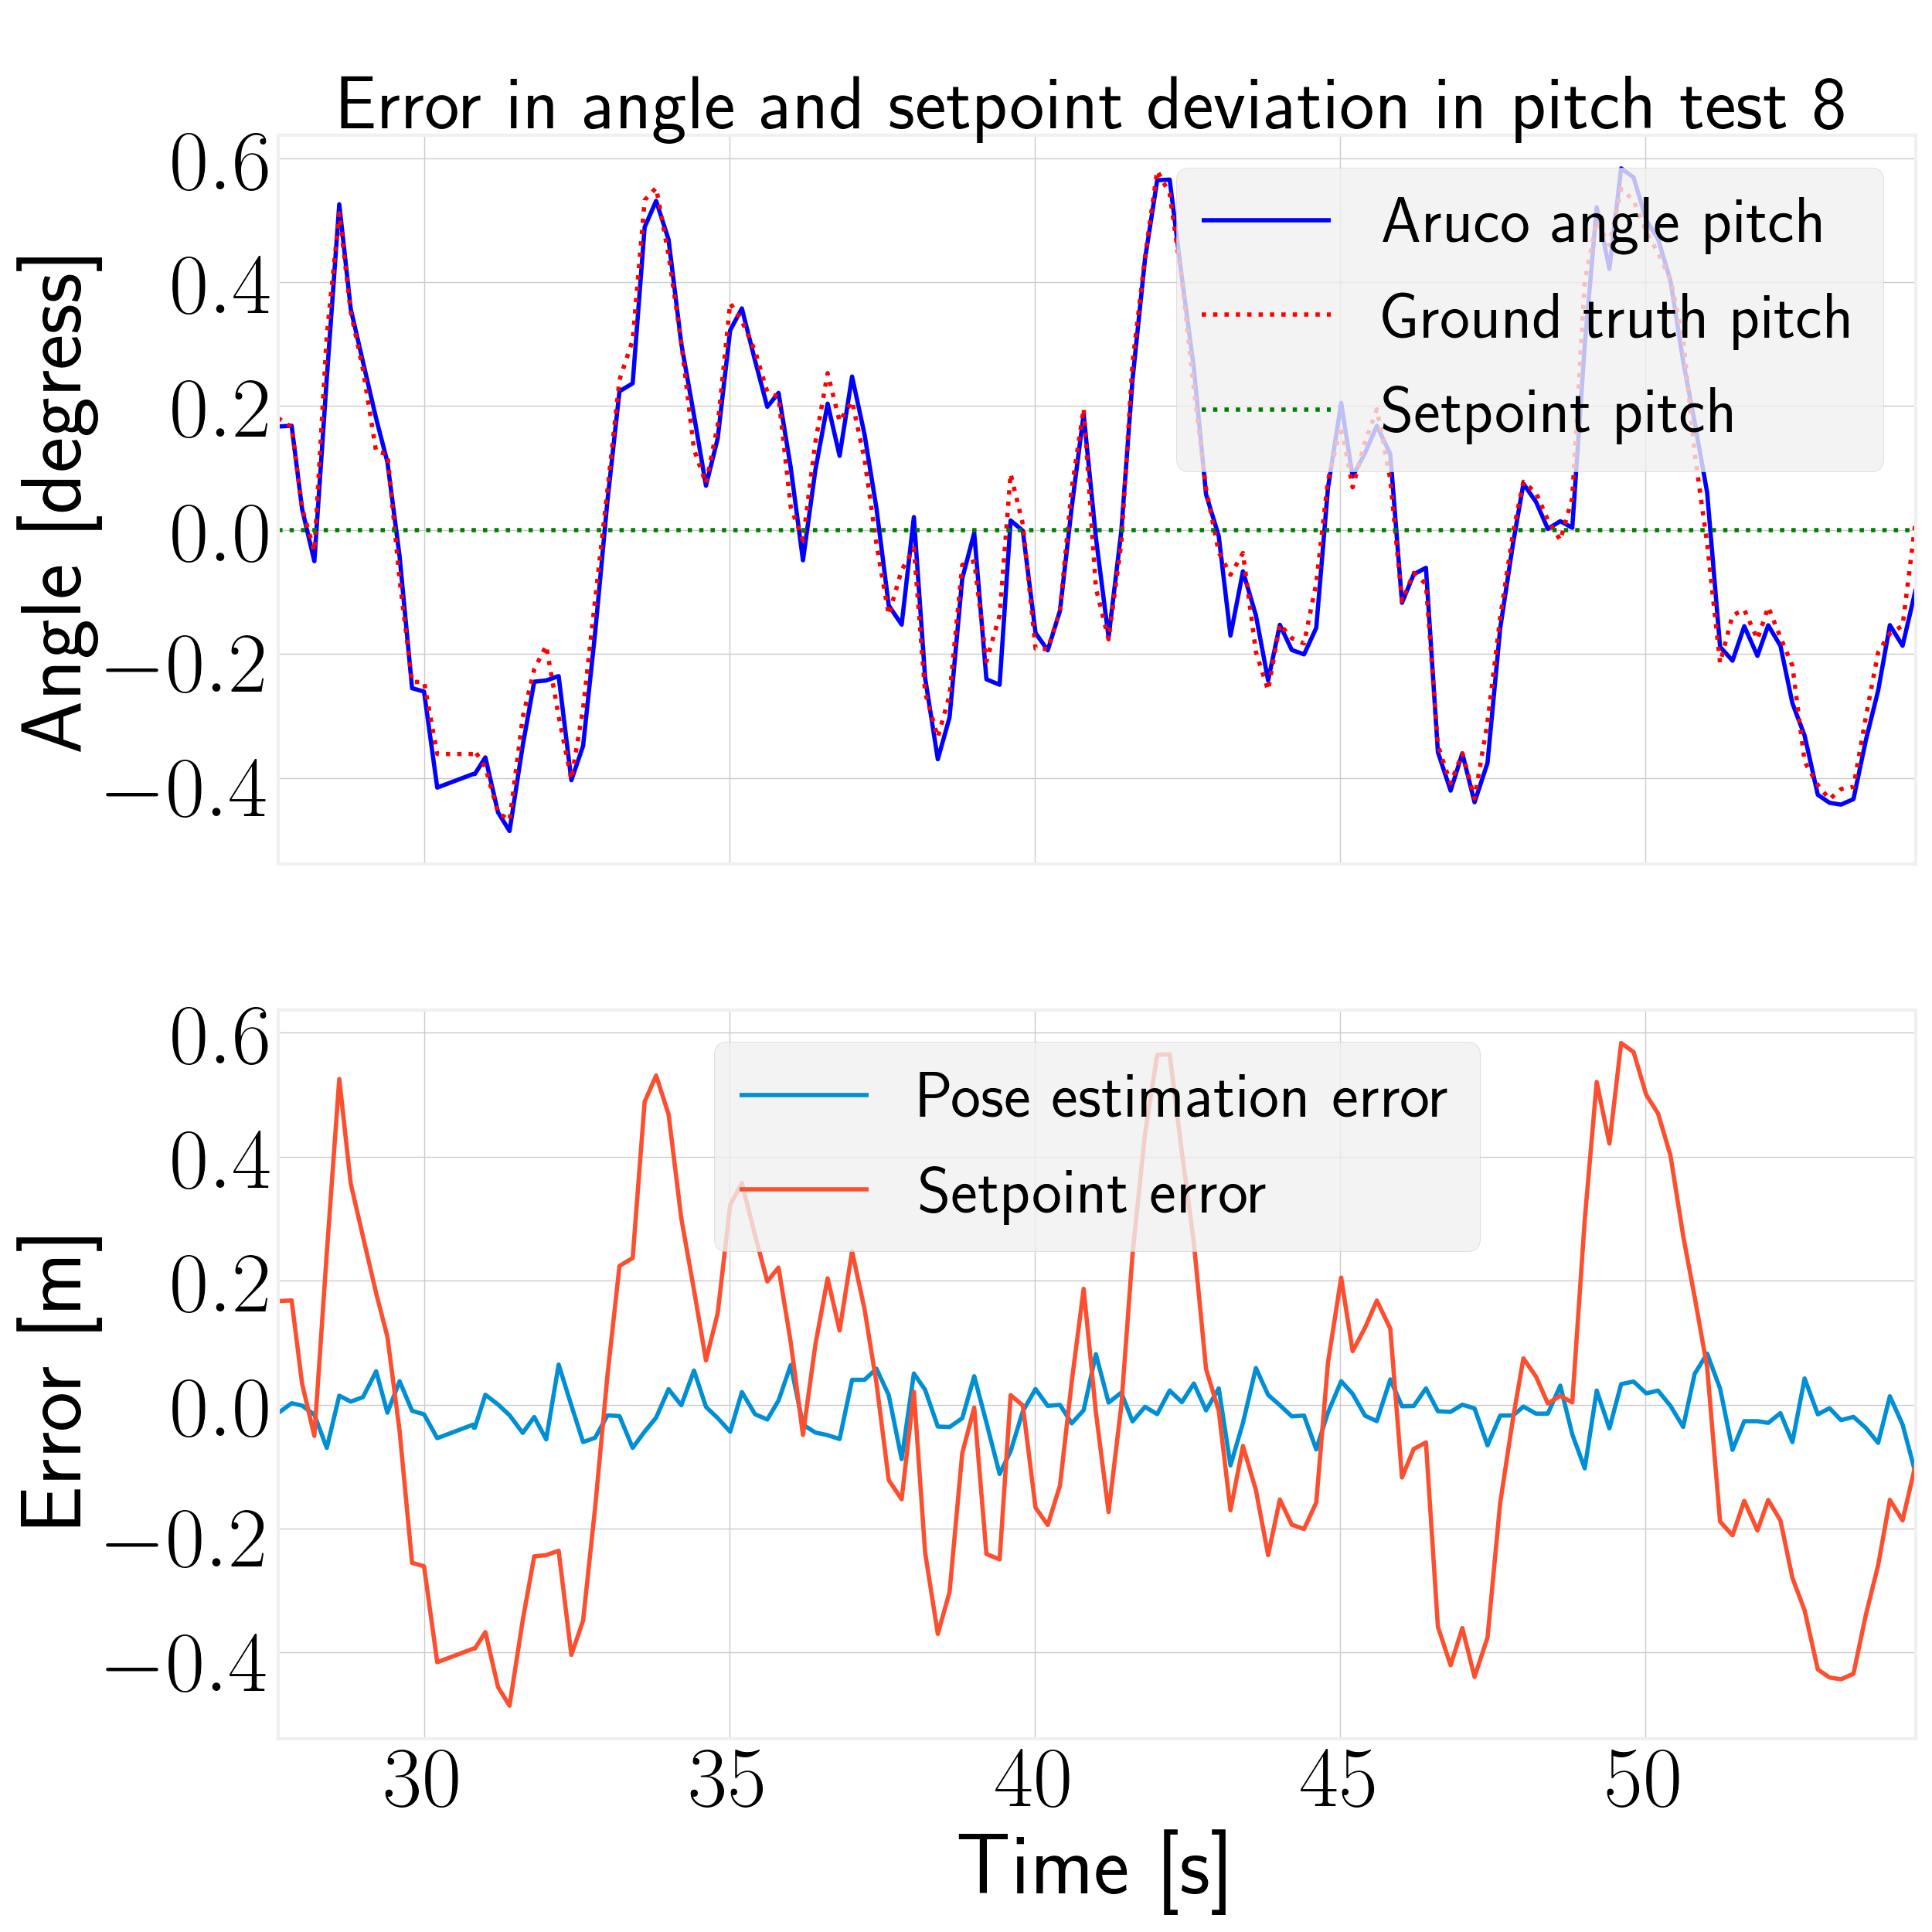 Error in angle and setpoint deviation in pitch test 8
Angle [degress]
0.6
0.4
0.2
0.0
−0.2
−0.4
Aruco angle pitch
Ground truth pitch
Setpoint pitch
Error [m]
0.6
0.4
0.2
0.0
−0.2
−0.4
Pose estimation error
Setpoint error
30 35 40 45 50
Time [s]